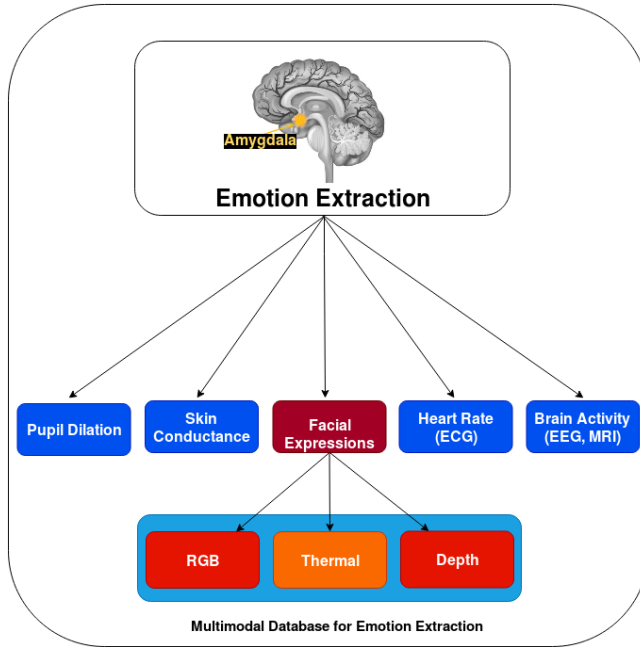 Amygdala
Emotion Extraction
Pupil Dilation
Skin
Conductance
Facial
Expressions
Heart Rate
(ECG)
Brain Activity
(EEG, MRI)
RGB
Thermal
Depth
Multimodal Database for Emotion Extraction